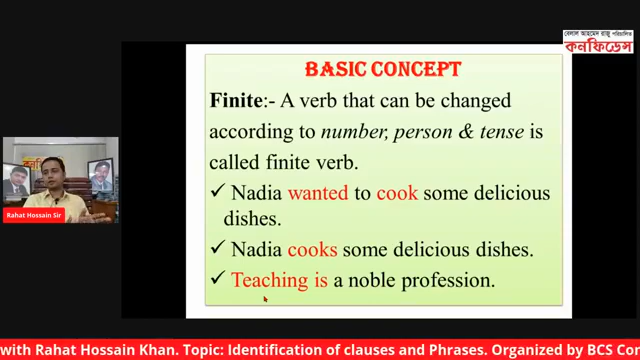 বেলাল আহমেদ রাজু পরিচালিত
কনফিডেন্স
BASIC CONCEPT
Finite:- A verb that can be changed
according to number, person & tense is
called finite verb.
✓ Nadia wanted to cook some delicious
dishes.
✓ Nadia cooks some delicious dishes.
✓ Teaching is a noble profession.
Rahat Hossain Sir
with Rahat Hossain Khan. Topic: Identification of clauses and Phrases. Organized by BCS Con